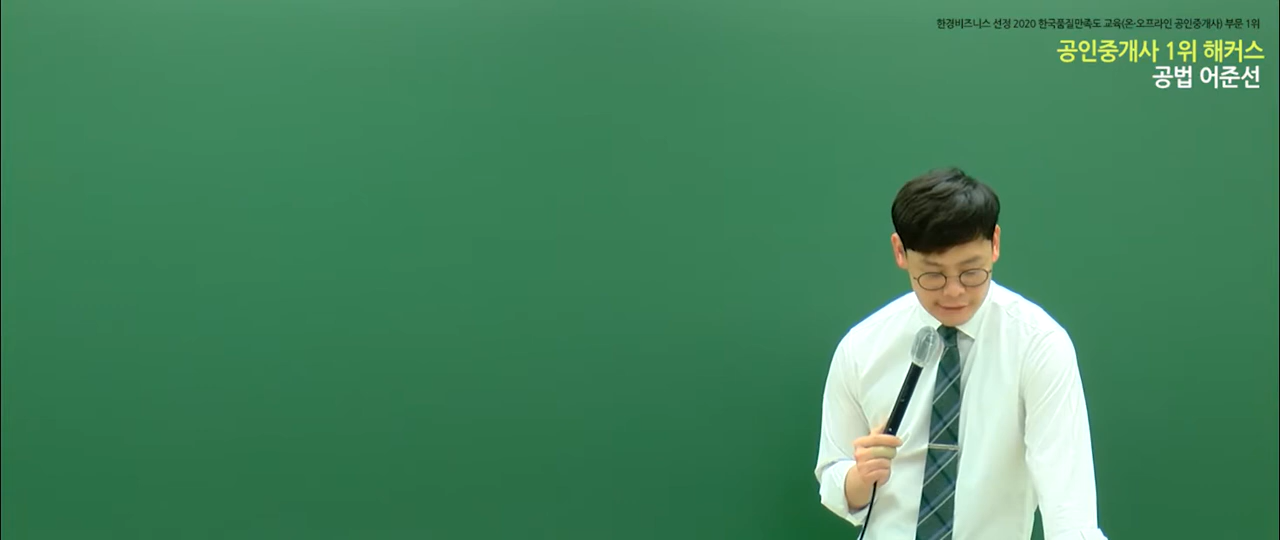 한경비즈니스 선정 2020 한국품질만족도 교육(온·오프라인 공인중개사) 부문 1위
공인중개사 1위 해커스
공법 어준선